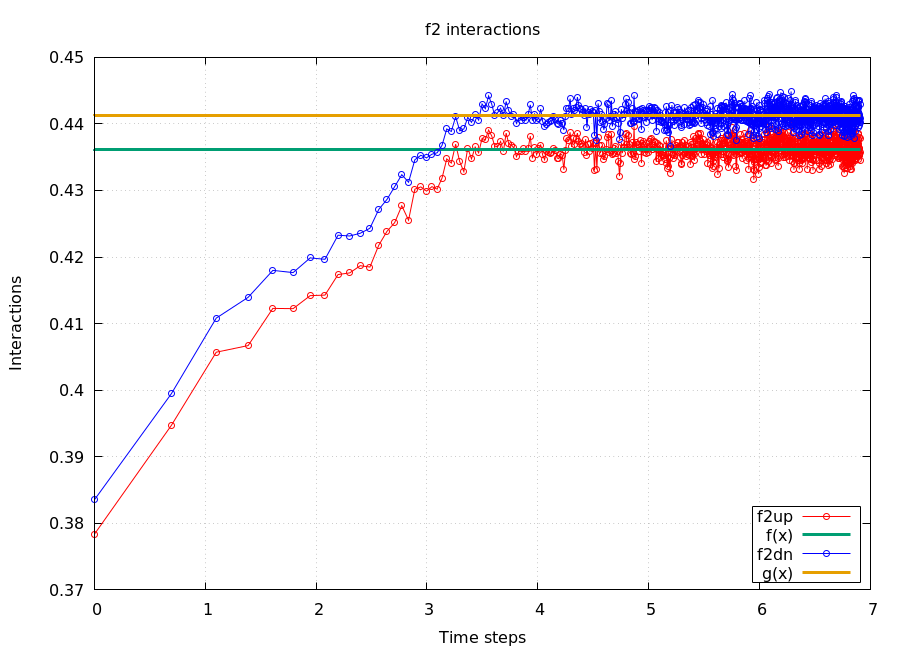 f2 interactions
0.45
0.44
0.43
0.42
0.41
0.4
0.39
0.38
0.37
Interactions
0 1 2 3 4 5 6 7
Time steps
f2up
f(x)
f2dn
g(x)